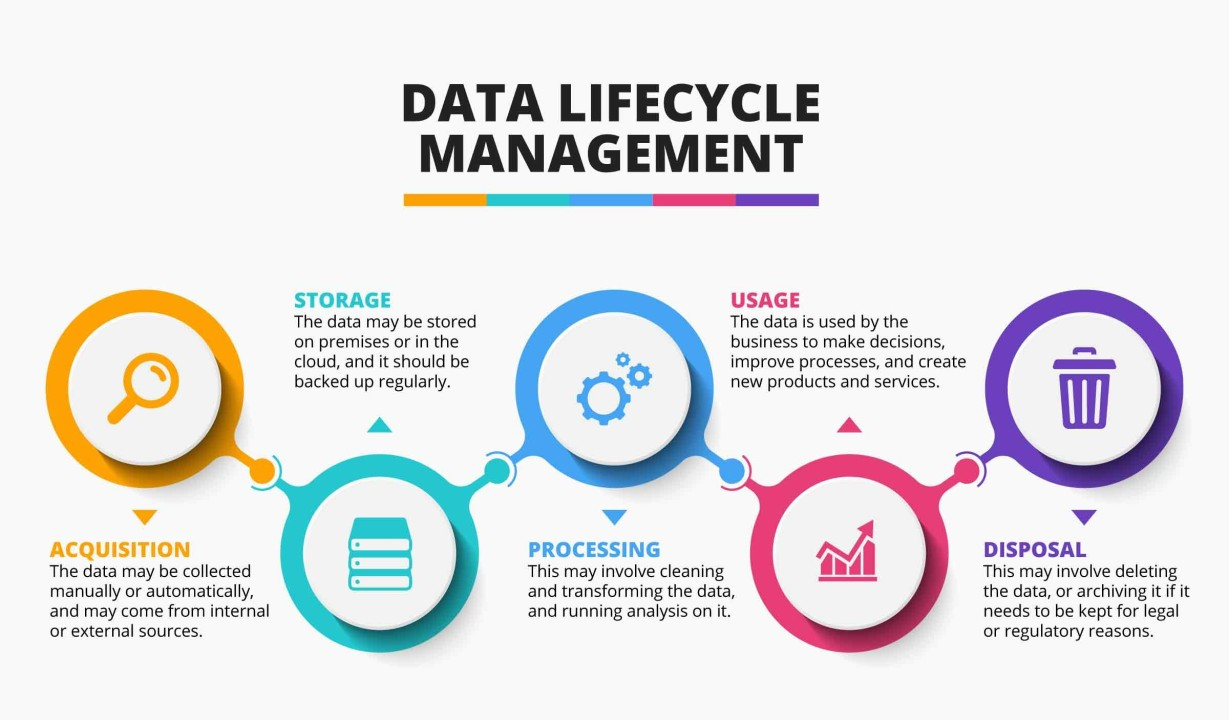 DATA LIFECYCLE
MANAGEMENT
ACQUISITION
The data may be collected
manually or automatically,
and may come from internal
or external sources.
STORAGE
The data may be stored
on premises or in the
cloud, and it should be
backed up regularly.
PROCESSING
This may involve cleaning
and transforming the data,
and running analysis on it.
USAGE
The data is used by the
business to make decisions,
improve processes, and create
new products and services.
DISPOSAL
This may involve deleting
the data, or archiving it if it
needs to be kept for legal
or regulatory reasons.